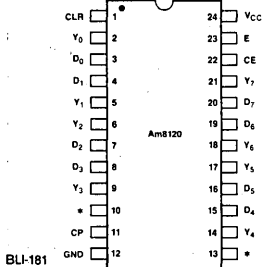 CLR 1 24 VCC
Y0 2 23 E
D0 3 22 CE
D1 4 21 Y7
Y1 5 20 D7
Y2 6 Am8120 19 D6
D2 7 18 Y6
D3 8 17 Y5
Y3 9 16 D5
* 10 15 D4
CP 11 14 Y4
GND 12 13 *
BLI-181